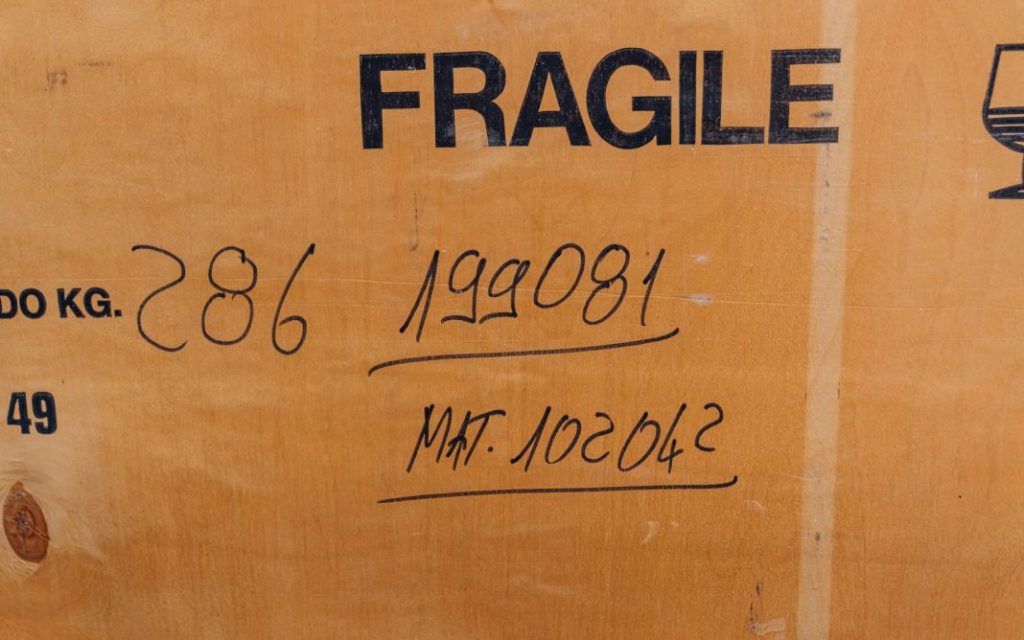 FRAGILE
DO KG. 286 199081
49
MAT. 102042